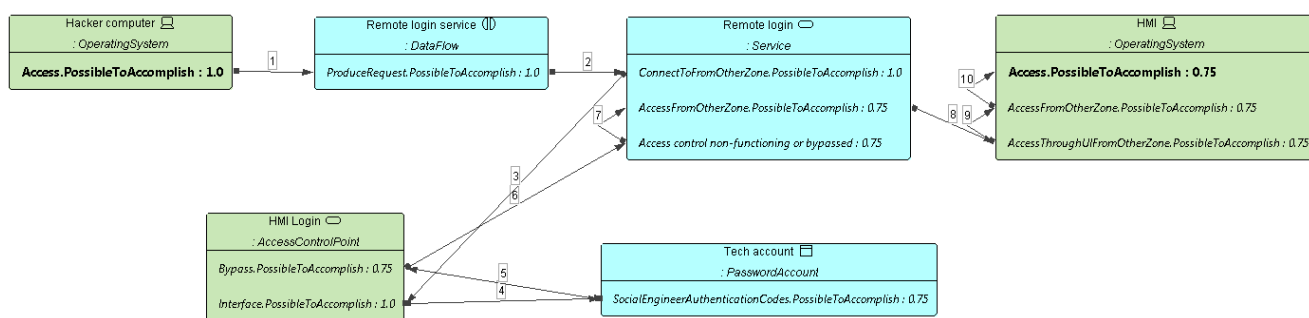 Hacker computer
: OperatingSystem
Access.PossibleToAccomplish : 1.0
1
Remote login service
: DataFlow
ProduceRequest.PossibleToAccomplish : 1.0
2
Remote login
: Service
ConnectToFromOtherZone.PossibleToAccomplish : 1.0
AccessFromOtherZone.PossibleToAccomplish : 0.75
Access control non-functioning or bypassed : 0.75
7
8
9
10
HMI
: OperatingSystem
Access.PossibleToAccomplish : 0.75
AccessFromOtherZone.PossibleToAccomplish : 0.75
AccessThroughUIFromOtherZone.PossibleToAccomplish : 0.75
3
6
HMI Login
: AccessControlPoint
Bypass.PossibleToAccomplish : 0.75
Interface.PossibleToAccomplish : 1.0
5
4
Tech account
: PasswordAccount
SocialEngineerAuthenticationCodes.PossibleToAccomplish : 0.75